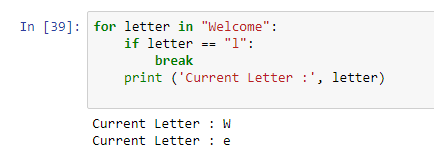 In [39]: for letter in "Welcome":
if letter == "l":
break
print ('Current Letter :', letter)
Current Letter : W
Current Letter : e